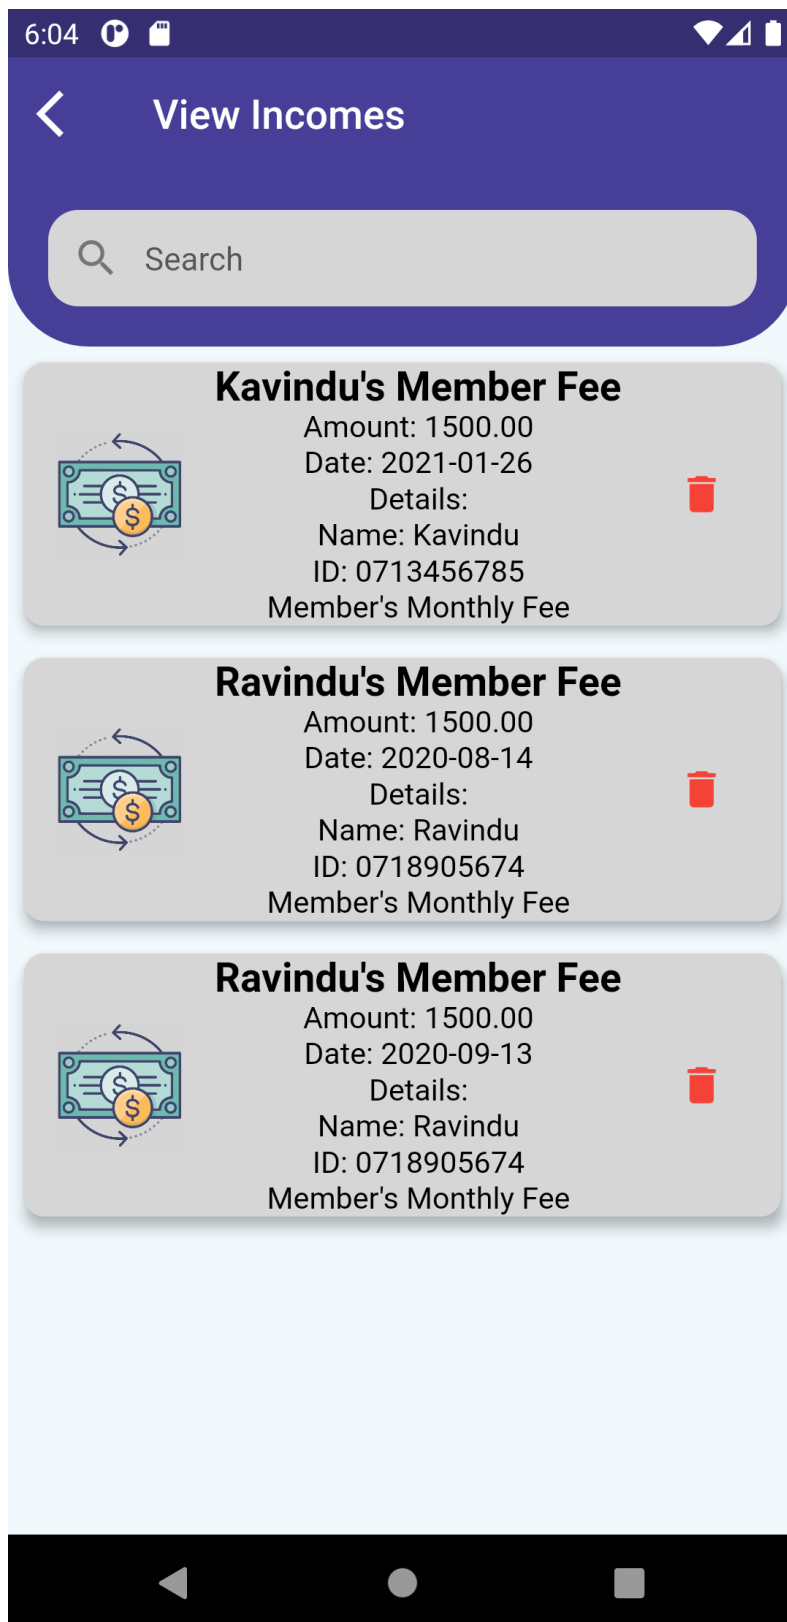 6:04
View Incomes
Search
Kavindu's Member Fee
Amount: 1500.00
Date: 2021-01-26
Details:
Name: Kavindu
ID: 0713456785
Member's Monthly Fee
Ravindu's Member Fee
Amount: 1500.00
Date: 2020-08-14
Details:
Name: Ravindu
ID: 0718905674
Member's Monthly Fee
Ravindu's Member Fee
Amount: 1500.00
Date: 2020-09-13
Details:
Name: Ravindu
ID: 0718905674
Member's Monthly Fee